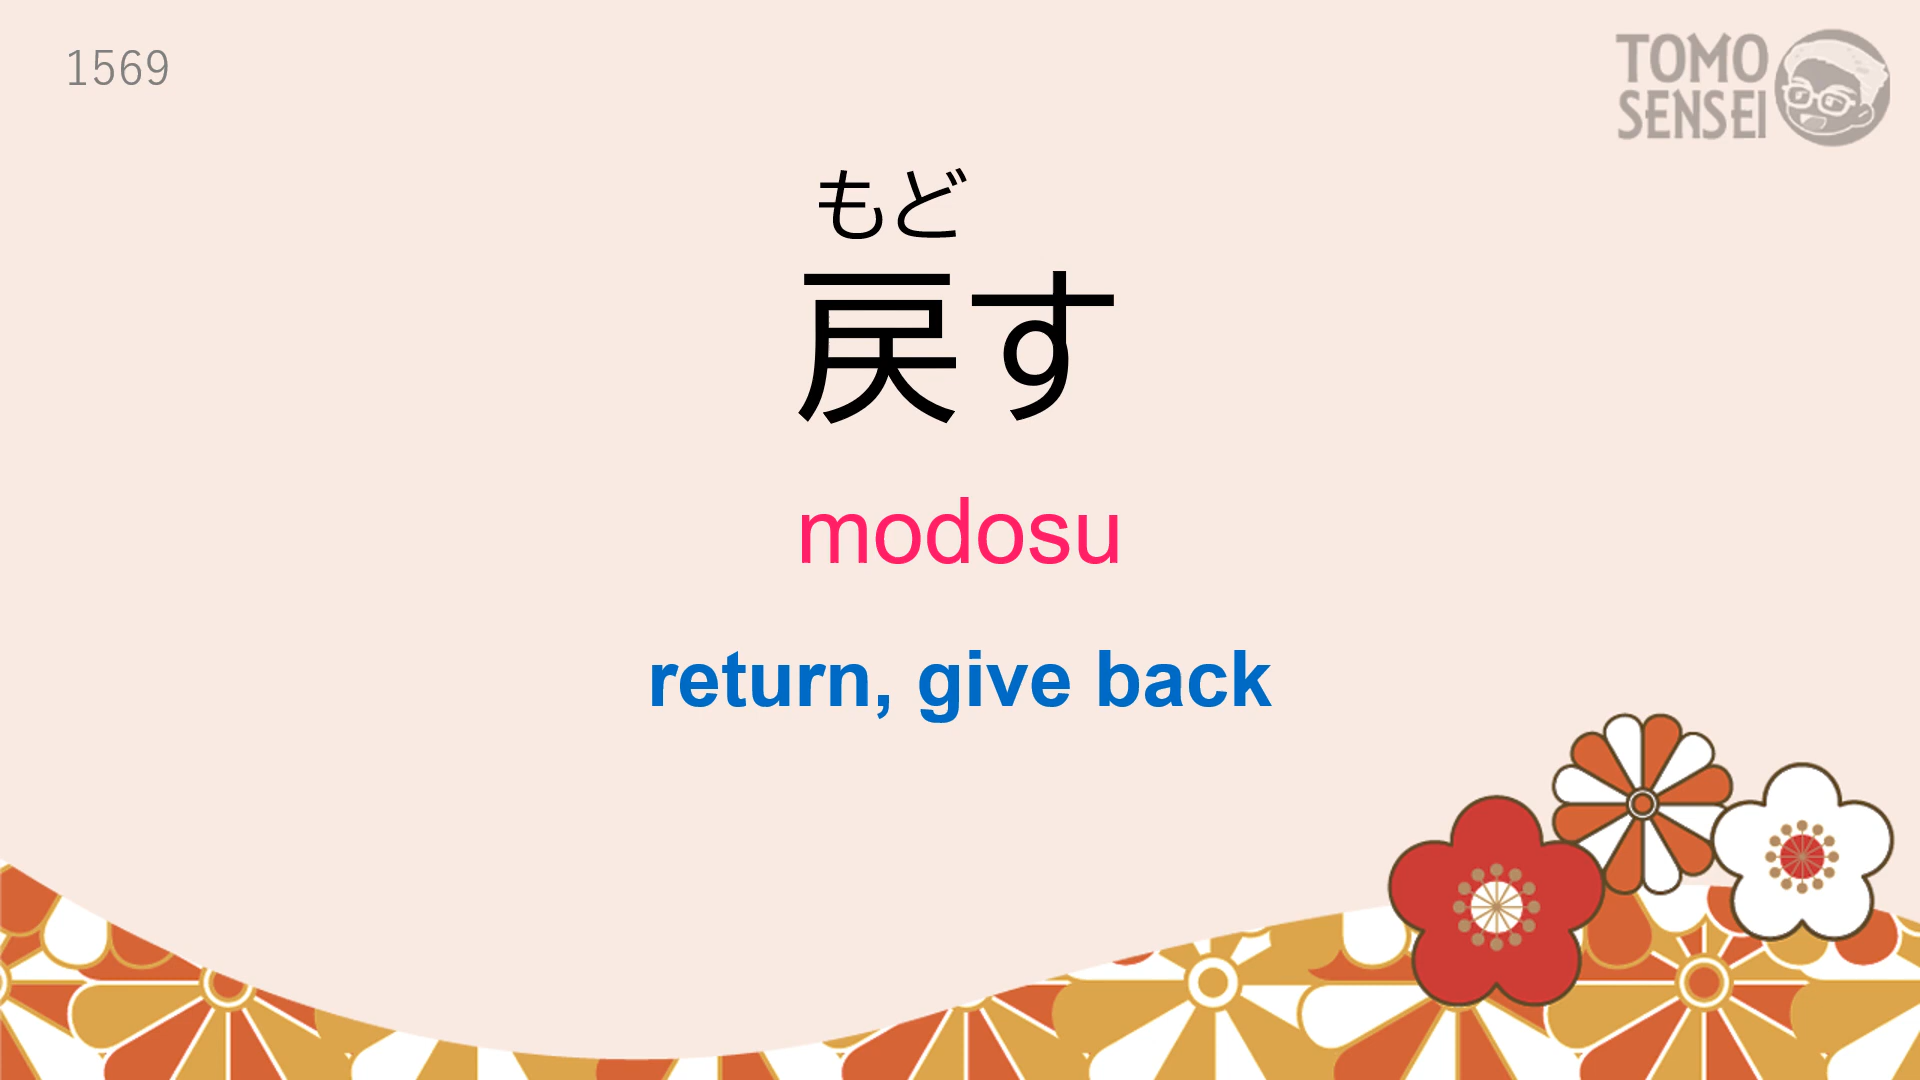 1569
TOMO
SENSEI
もど
戻す
modosu
return, give back